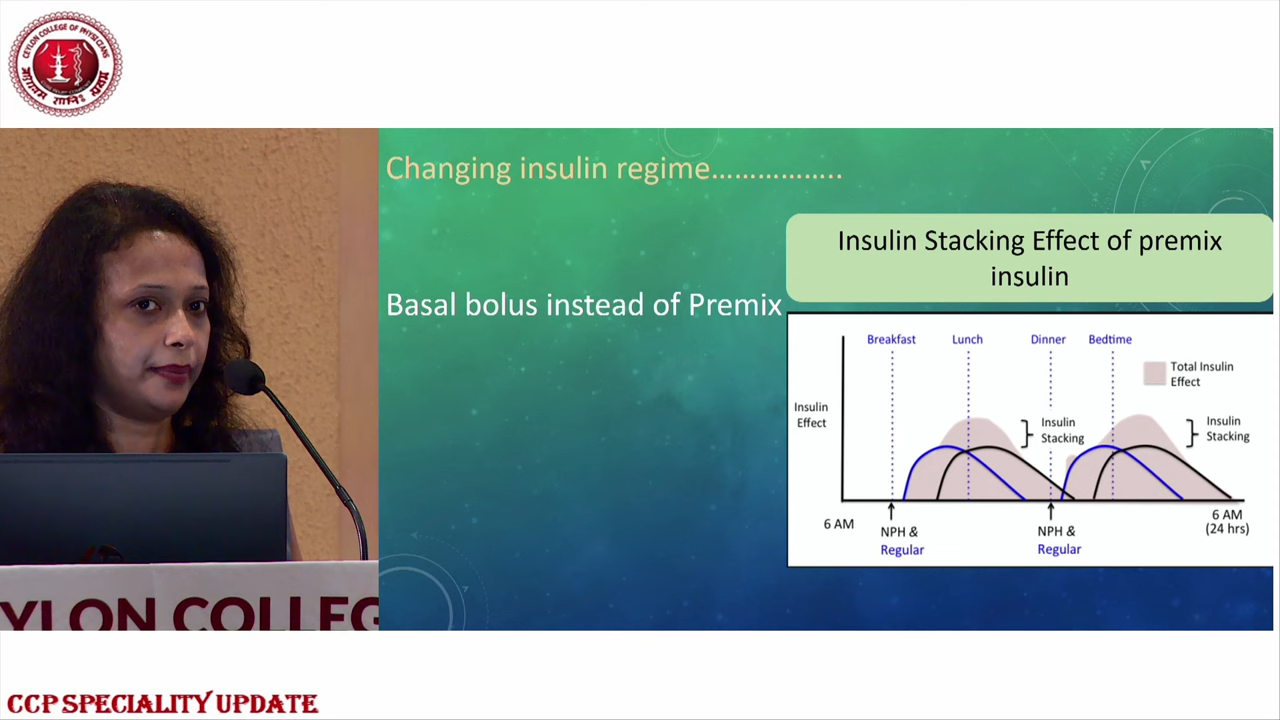 CEYLON COLLEGE OF PHYSICIANS
Changing insulin regime……………..
Insulin Stacking Effect of premix
insulin
Basal bolus instead of Premix
Breakfast
Lunch
Dinner
Bedtime
Total Insulin
Effect
Insulin
Effect
Insulin
Stacking
Insulin
Stacking
6 AM
NPH &
Regular
NPH &
Regular
6 AM
(24 hrs)
YLON COLLEG
CCP SPECIALITY UPDATE